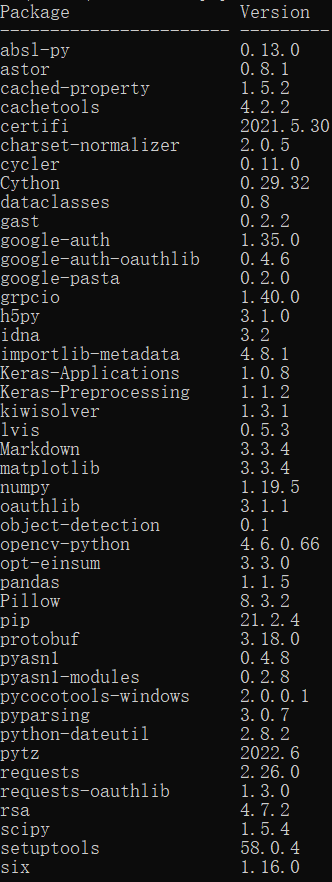 Package Version
----------------------- ---------
absl-py 0.13.0
astor 0.8.1
cached-property 1.5.2
cachetools 4.2.2
certifi 2021.5.30
charset-normalizer 2.0.5
cycler 0.11.0
Cython 0.29.32
dataclasses 0.8
gast 0.2.2
google-auth 1.35.0
google-auth-oauthlib 0.4.6
google-pasta 0.2.0
grpcio 1.40.0
h5py 3.1.0
idna 3.2
importlib-metadata 4.8.1
Keras-Applications 1.0.8
Keras-Preprocessing 1.1.2
kiwisolver 1.3.1
lvis 0.5.3
Markdown 3.3.4
matplotlib 3.3.4
numpy 1.19.5
oauthlib 3.1.1
object-detection 0.1
opencv-python 4.6.0.66
opt-einsum 3.3.0
pandas 1.1.5
Pillow 8.3.2
pip 21.2.4
protobuf 3.18.0
pyasn1 0.4.8
pyasn1-modules 0.2.8
pycocotools-windows 2.0.0.1
pyparsing 3.0.7
python-dateutil 2.8.2
pytz 2022.6
requests 2.26.0
requests-oauthlib 1.3.0
rsa 4.7.2
scipy 1.5.4
setuptools 58.0.4
six 1.16.0